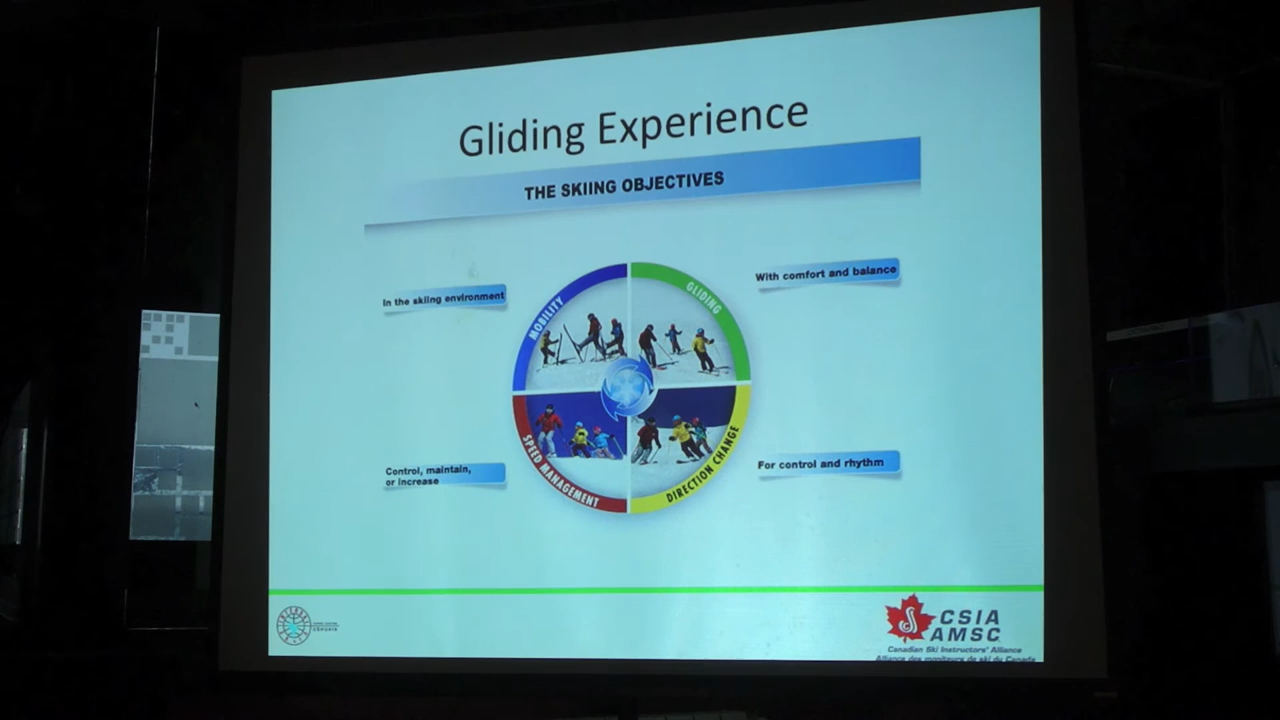 Gliding Experience
THE SKIING OBJECTIVES
In the skiing environment
With comfort and balance
MOBILITY
GLIDING
SPEED MANAGEMENT
DIRECTION CHANGE
Control, maintain,
or increase
For control and rhythm
CSIA
AMSC
Canadian Ski Instructors' Alliance
Alliance des moniteurs de ski du Canada